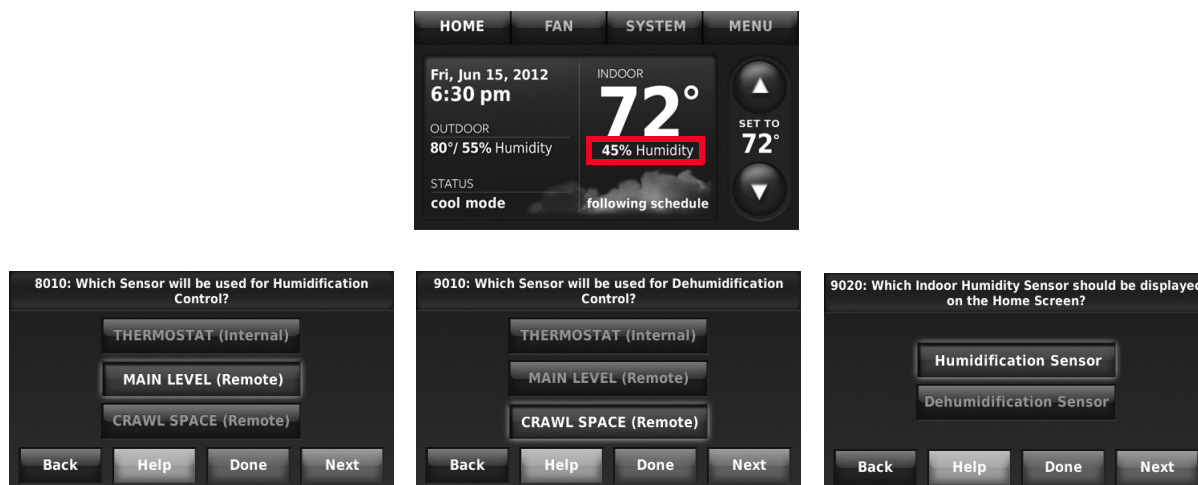 HOME FAN SYSTEM MENU
Fri, Jun 15, 2012
6:30 pm
OUTDOOR
80°/ 55% Humidity
STATUS
cool mode
INDOOR
72°
45% Humidity
following schedule
SET TO
72°
8010: Which Sensor will be used for Humidification
Control?
THERMOSTAT (Internal)
MAIN LEVEL (Remote)
CRAWL SPACE (Remote)
Back Help Done Next
9010: Which Sensor will be used for Dehumidification
Control?
THERMOSTAT (Internal)
MAIN LEVEL (Remote)
CRAWL SPACE (Remote)
Back Help Done Next
9020: Which Indoor Humidity Sensor should be displayed
on the Home Screen?
Humidification Sensor
Dehumidification Sensor
Back Help Done Next